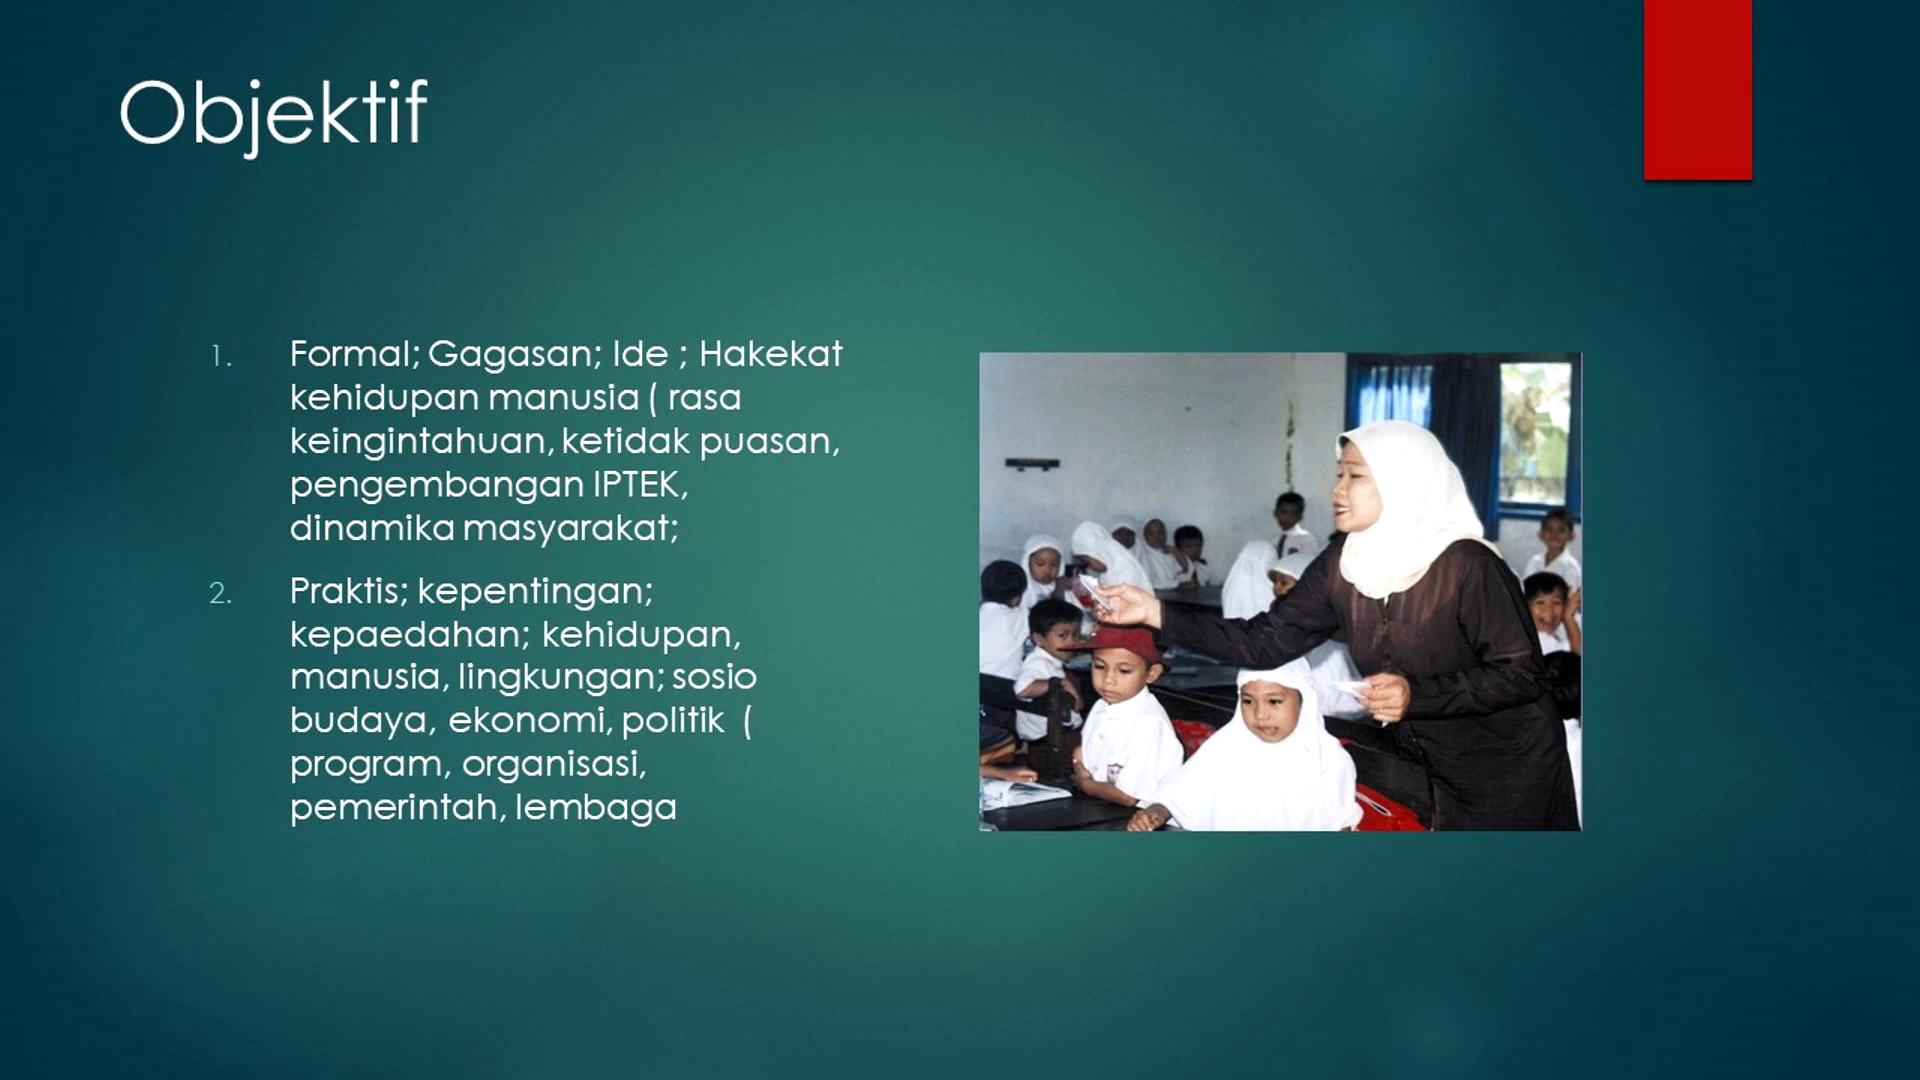 Objektif
1. Formal; Gagasan; Ide ; Hakekat
kehidupan manusia ( rasa
keingintahuan, ketidak puasan,
pengembangan IPTEK,
dinamika masyarakat;
2. Praktis; kepentingan;
kepaedahan; kehidupan,
manusia, lingkungan; sosio
budaya, ekonomi, politik (
program, organisasi,
pemerintah, lembaga